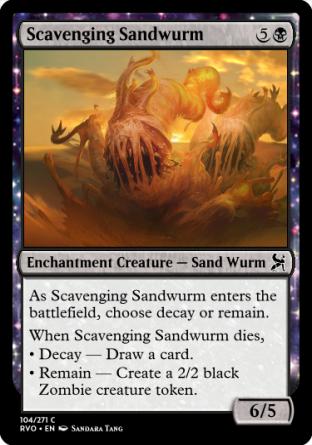 Scavenging Sandwurm 5
Enchantment Creature — Sand Wurm
As Scavenging Sandwurm enters the
battlefield, choose decay or remain.
When Scavenging Sandwurm dies,
• Decay — Draw a card.
• Remain — Create a 2/2 black
Zombie creature token.
6/5
104/271 C
RVO • EN Sandara Tang